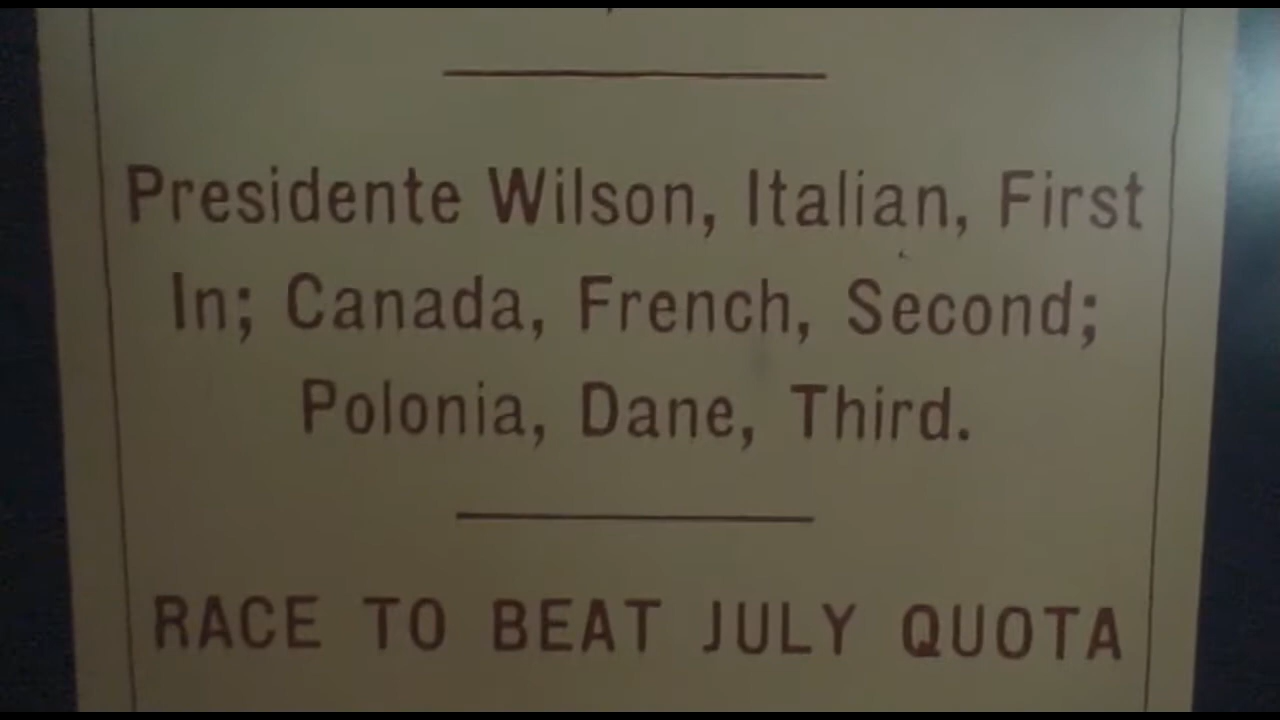 Presidente Wilson, Italian, First
In; Canada, French, Second;
Polonia, Dane, Third.
RACE TO BEAT JULY QUOTA